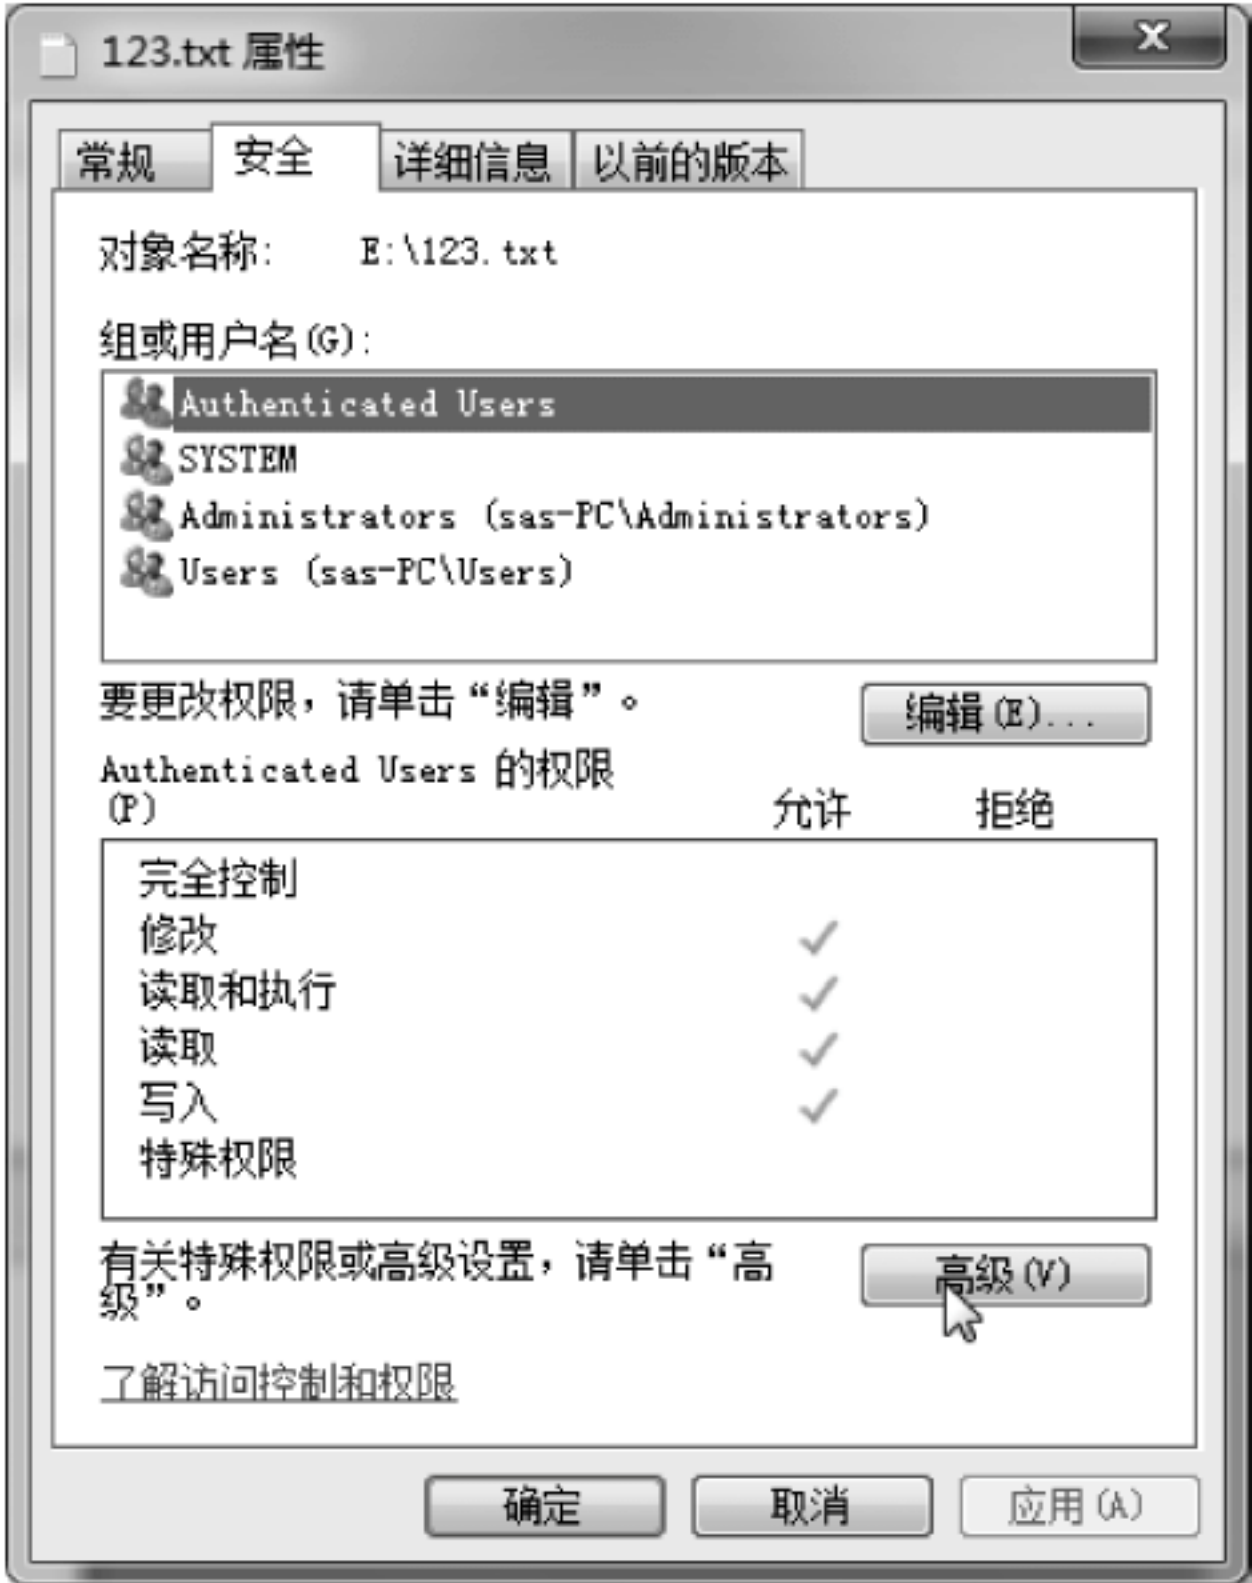 123.txt 属性
常规 安全 详细信息 以前的版本
对象名称: E:\123.txt
组或用户名(G):
Authenticated Users
SYSTEM
Administrators (sas-PC\Administrators)
Users (sas-PC\Users)
要更改权限，请单击“编辑”。 编辑(E)...
Authenticated Users 的权限
(P) 允许 拒绝
完全控制
修改
读取和执行
读取
写入
特殊权限
有关特殊权限或高级设置，请单击“高
级”。 高级(V)
了解访问控制和权限
确定 取消 应用(A)